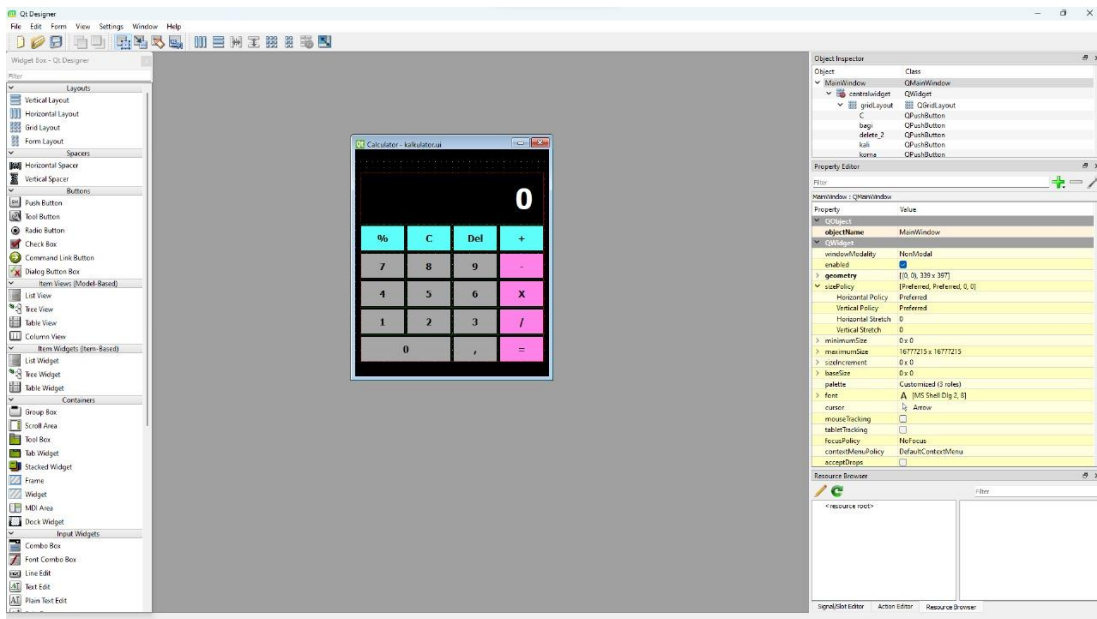 Qt Designer
File Edit Form View Settings Window Help
Widget Box - Qt Designer
Filter
Layouts
Vertical Layout
Horizontal Layout
Grid Layout
Form Layout
Spacers
Horizontal Spacer
Vertical Spacer
Buttons
Push Button
Tool Button
Radio Button
Check Box
Command Link Button
Dialog Button Box
Item Views (Model-Based)
List View
Tree View
Table View
Column View
Item Widgets (Item-Based)
List Widget
Tree Widget
Table Widget
Containers
Group Box
Scroll Area
Tool Box
Tab Widget
Stacked Widget
Frame
Widget
MDI Area
Dock Widget
Input Widgets
Combo Box
Font Combo Box
Line Edit
Text Edit
Plain Text Edit
Calculator - kalkulator.ui
0
% C Del +
7 8 9 -
4 5 6 X
1 2 3 /
0 , =
Object Inspector
Object Class
MainWindow QMainWindow
centralwidget QWidget
gridLayout QGridLayout
C QPushButton
bagi QPushButton
delete_2 QPushButton
kali QPushButton
koma QPushButton
Property Editor
Filter
MainWindow : QMainWindow
Property Value
QObject
objectName MainWindow
QWidget
windowModality NonModal
enabled
geometry [(0, 0), 339 x 397]
sizePolicy [Preferred, Preferred, 0, 0]
Horizontal Policy Preferred
Vertical Policy Preferred
Horizontal Stretch 0
Vertical Stretch 0
minimumSize 0 x 0
maximumSize 16777215 x 16777215
sizeIncrement 0 x 0
baseSize 0 x 0
palette Customized (3 roles)
font A [MS Shell Dlg 2, 8]
cursor Arrow
mouseTracking
tabletTracking
focusPolicy NoFocus
contextMenuPolicy DefaultContextMenu
acceptDrops
Resource Browser
Filter
<resource root>
Signal/Slot Editor Action Editor Resource Browser